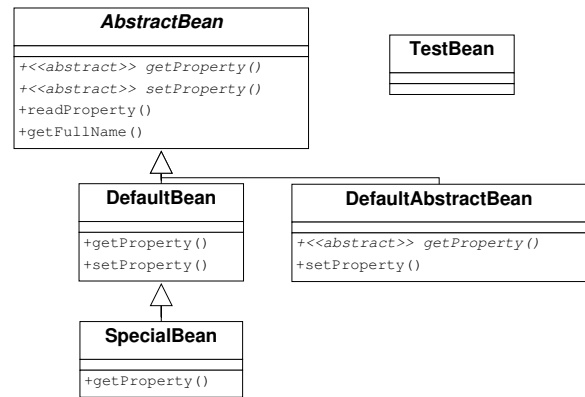 AbstractBean
+<<abstract>> getProperty()
+<<abstract>> setProperty()
+readProperty()
+getFullName()
TestBean
DefaultBean
+getProperty()
+setProperty()
DefaultAbstractBean
+<<abstract>> getProperty()
+setProperty()
SpecialBean
+getProperty()